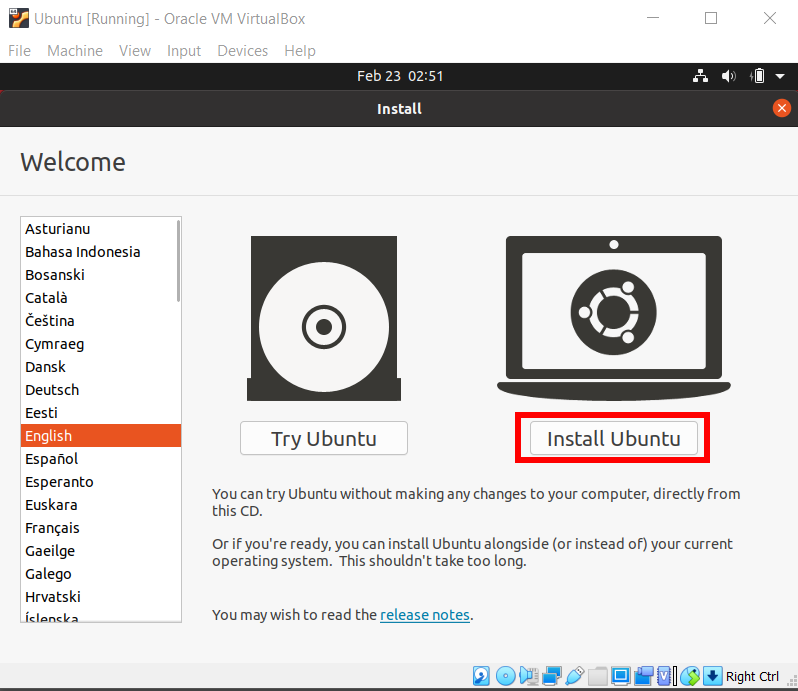 Ubuntu [Running] - Oracle VM VirtualBox
File Machine View Input Devices Help
Feb 23 02:51
Install
Welcome
Asturianu
Bahasa Indonesia
Bosanski
Català
Čeština
Cymraeg
Dansk
Deutsch
Eesti
English
Español
Esperanto
Euskara
Français
Gaeilge
Galego
Hrvatski
Íslenska
Try Ubuntu
Install Ubuntu
You can try Ubuntu without making any changes to your computer, directly from
this CD.
Or if you're ready, you can install Ubuntu alongside (or instead of) your current
operating system. This shouldn't take too long.
You may wish to read the release notes.
Right Ctrl